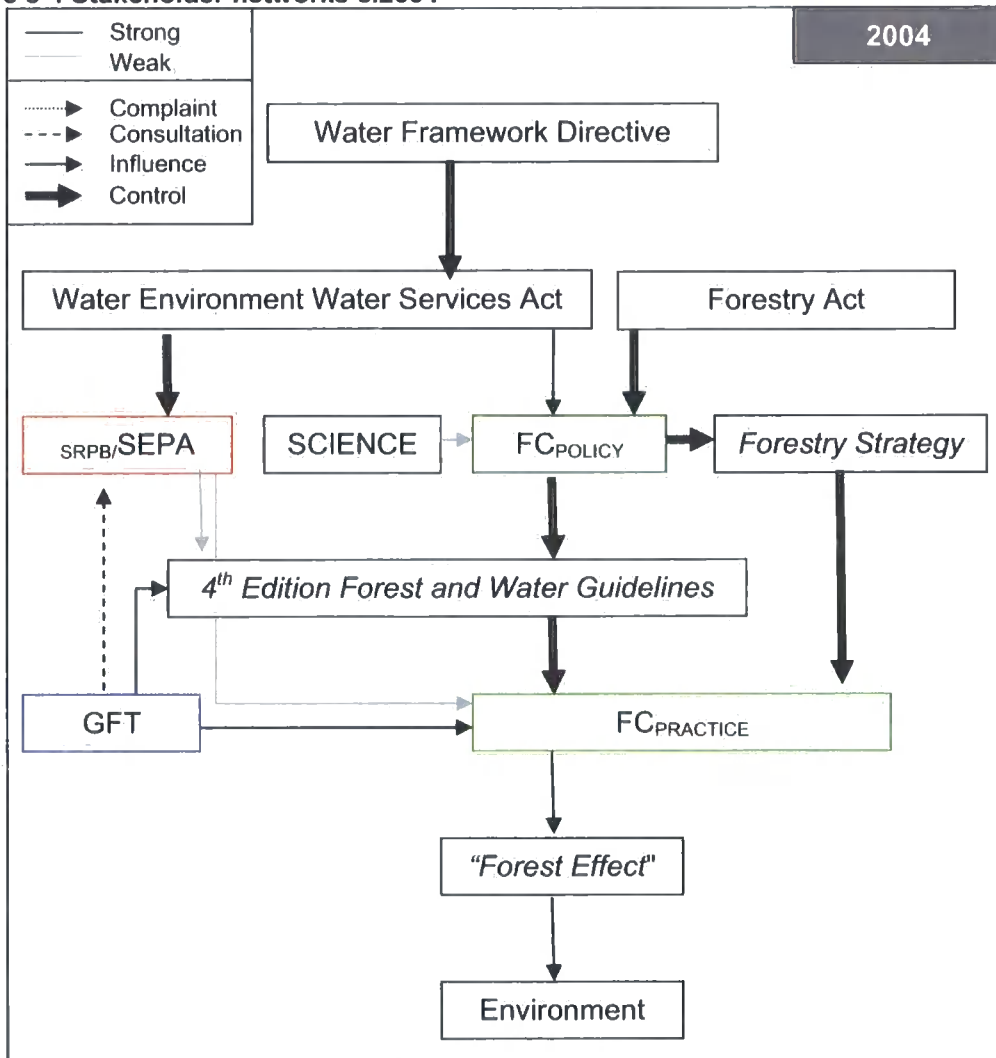 Strong
Weak
2004
Complaint
Consultation
Influence
Control
Water Framework Directive
Water Environment Water Services Act
Forestry Act
SRPB/SEPA
SCIENCE
FCPOLICY
Forestry Strategy
4th Edition Forest and Water Guidelines
GFT
FCPRACTICE
“Forest Effect"
Environment